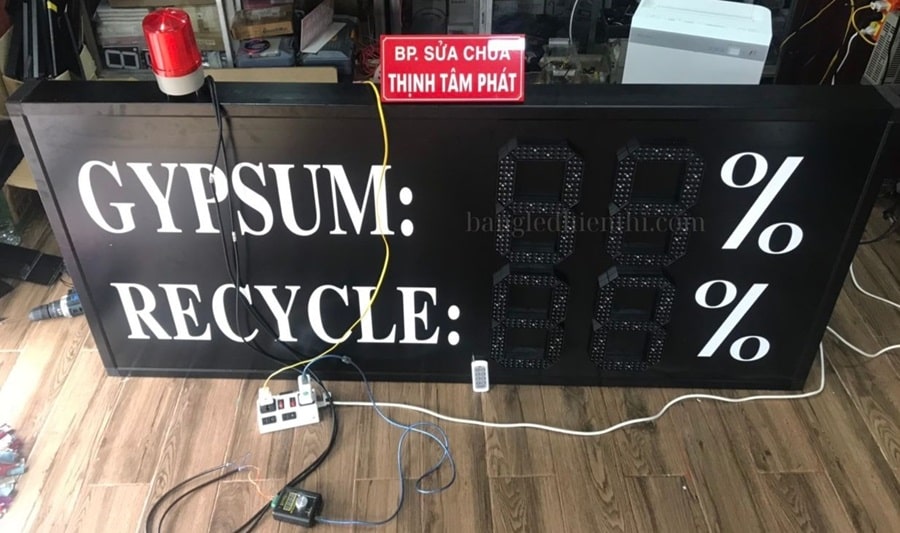 BP. SỬA CHỮA
THỊNH TÂM PHÁT
GYPSUM: %
bangledhienthi.com
RECYCLE: %